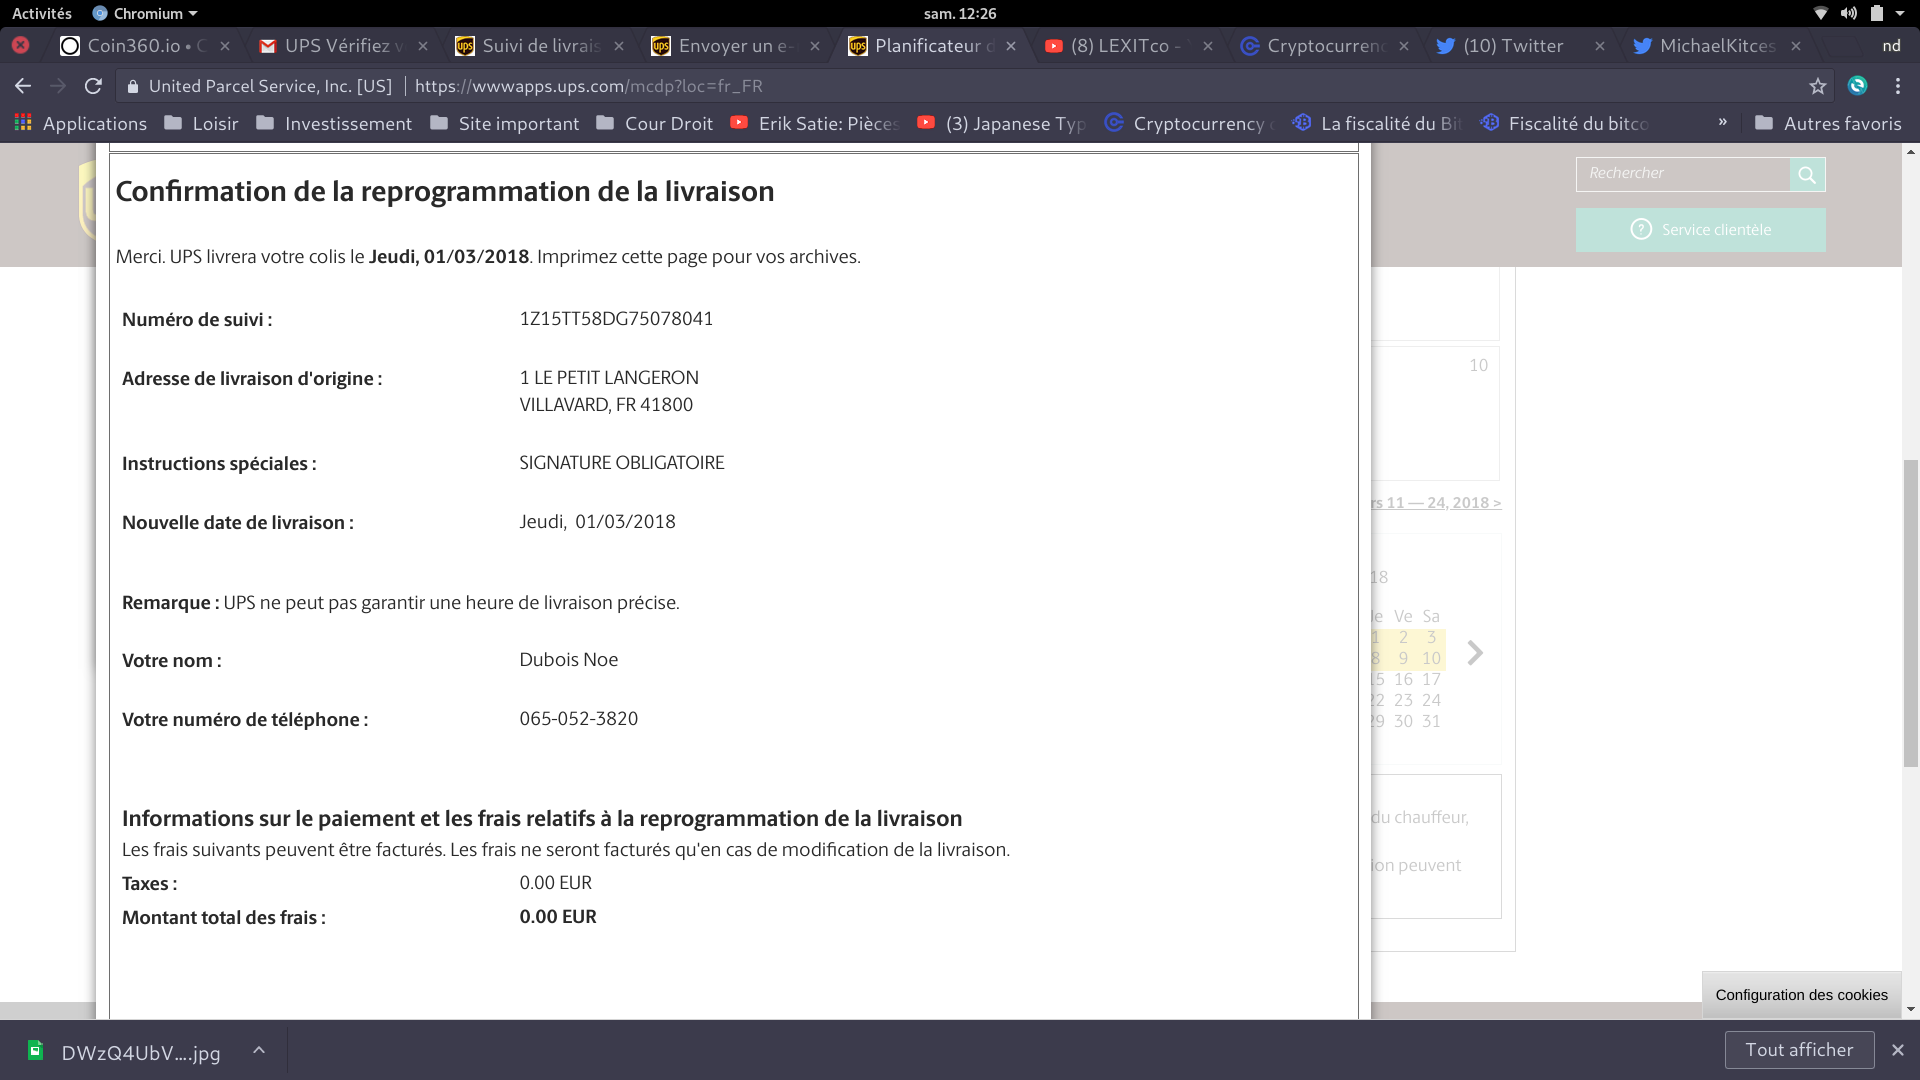 Activités
Chromium
sam. 12:26
Coin360.io • C
UPS Vérifiez v
Suivi de livrais
Envoyer un e-
Planificateur d
(8) LEXITco - Y
Cryptocurrenc
(10) Twitter
MichaelKitces
nd
United Parcel Service, Inc. [US]
https://wwwapps.ups.com/mcdp?loc=fr_FR
Applications
Loisir
Investissement
Site important
Cour Droit
Erik Satie: Pièces
(3) Japanese Typ
Cryptocurrency
La fiscalité du Bit
Fiscalité du bitco
»
Autres favoris
Rechercher
Service clientèle
Confirmation de la reprogrammation de la livraison
Merci. UPS livrera votre colis le Jeudi, 01/03/2018. Imprimez cette page pour vos archives.
Numéro de suivi : 1Z15TT58DG75078041
Adresse de livraison d'origine : 1 LE PETIT LANGERON
VILLAVARD, FR 41800
Instructions spéciales : SIGNATURE OBLIGATOIRE
Nouvelle date de livraison : Jeudi, 01/03/2018
Remarque : UPS ne peut pas garantir une heure de livraison précise.
Votre nom : Dubois Noe
Votre numéro de téléphone : 065-052-3820
Informations sur le paiement et les frais relatifs à la reprogrammation de la livraison
Les frais suivants peuvent être facturés. Les frais ne seront facturés qu'en cas de modification de la livraison.
Taxes : 0.00 EUR
Montant total des frais : 0.00 EUR
10
rs 11 — 24, 2018 >
18
Je Ve Sa
1 2 3
8 9 10
15 16 17
22 23 24
29 30 31
du chauffeur,
ion peuvent
Configuration des cookies
DWzQ4UbV....jpg
Tout afficher